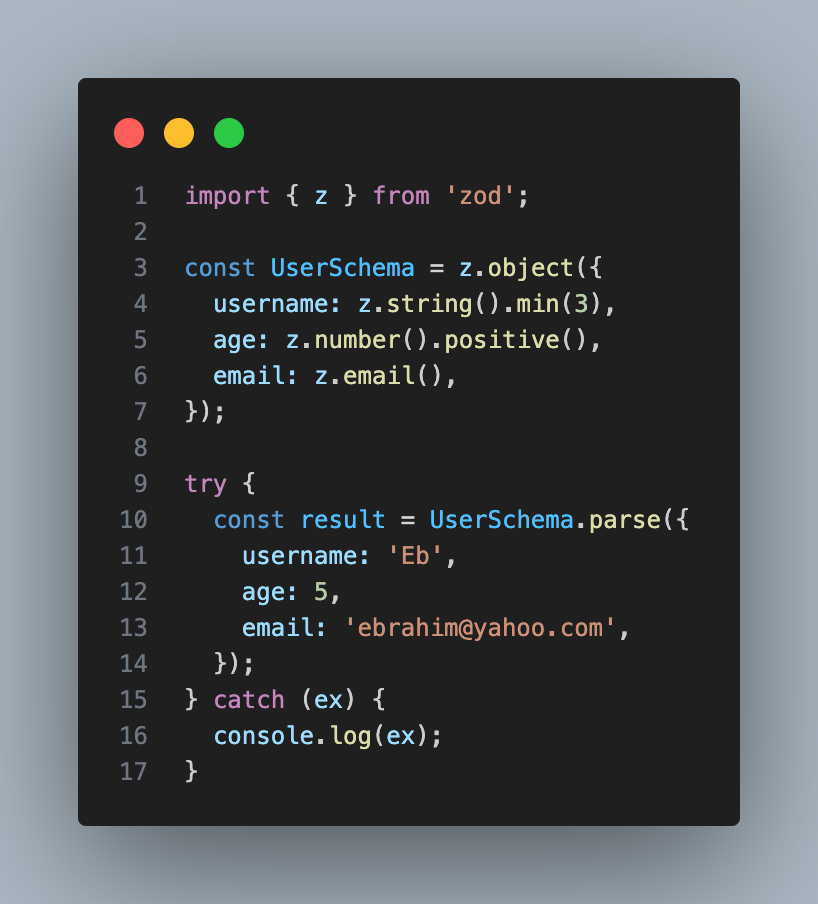 1 import { z } from 'zod';
2
3 const UserSchema = z.object({
4   username: z.string().min(3),
5   age: z.number().positive(),
6   email: z.email(),
7 });
8
9 try {
10   const result = UserSchema.parse({
11     username: 'Eb',
12     age: 5,
13     email: 'ebrahim@yahoo.com',
14   });
15 } catch (ex) {
16   console.log(ex);
17 }